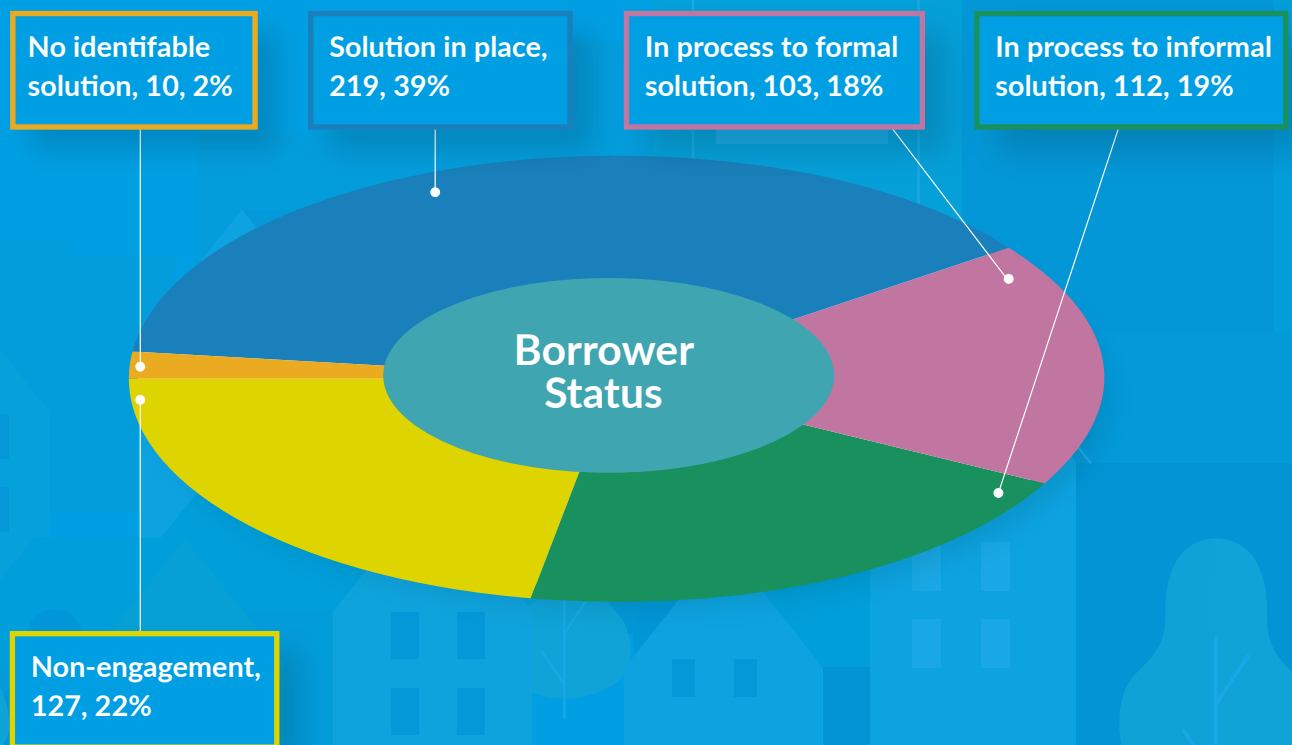 No identifable
solution, 10, 2%
Solution in place,
219, 39%
In process to formal
solution, 103, 18%
In process to informal
solution, 112, 19%
Borrower
Status
Non-engagement,
127, 22%